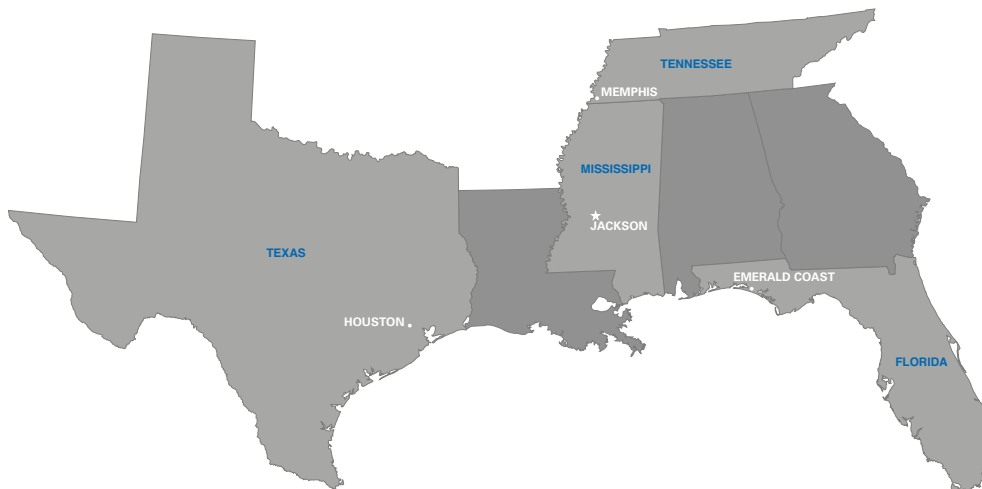 TENNESSEE
MEMPHIS
MISSISSIPPI
JACKSON
TEXAS
EMERALD COAST
HOUSTON
FLORIDA